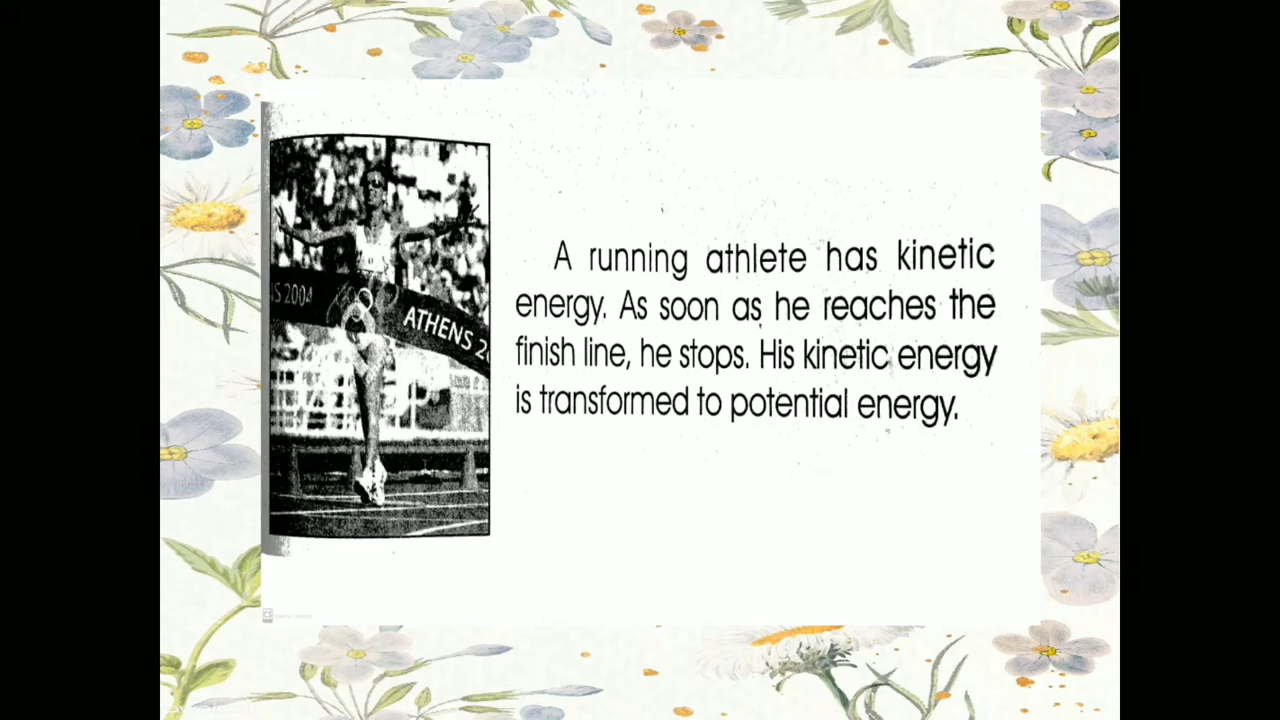 A running athlete has kinetic
energy. As soon as he reaches the
finish line, he stops. His kinetic energy
is transformed to potential energy.
S 2004
ATHENS 2
CS